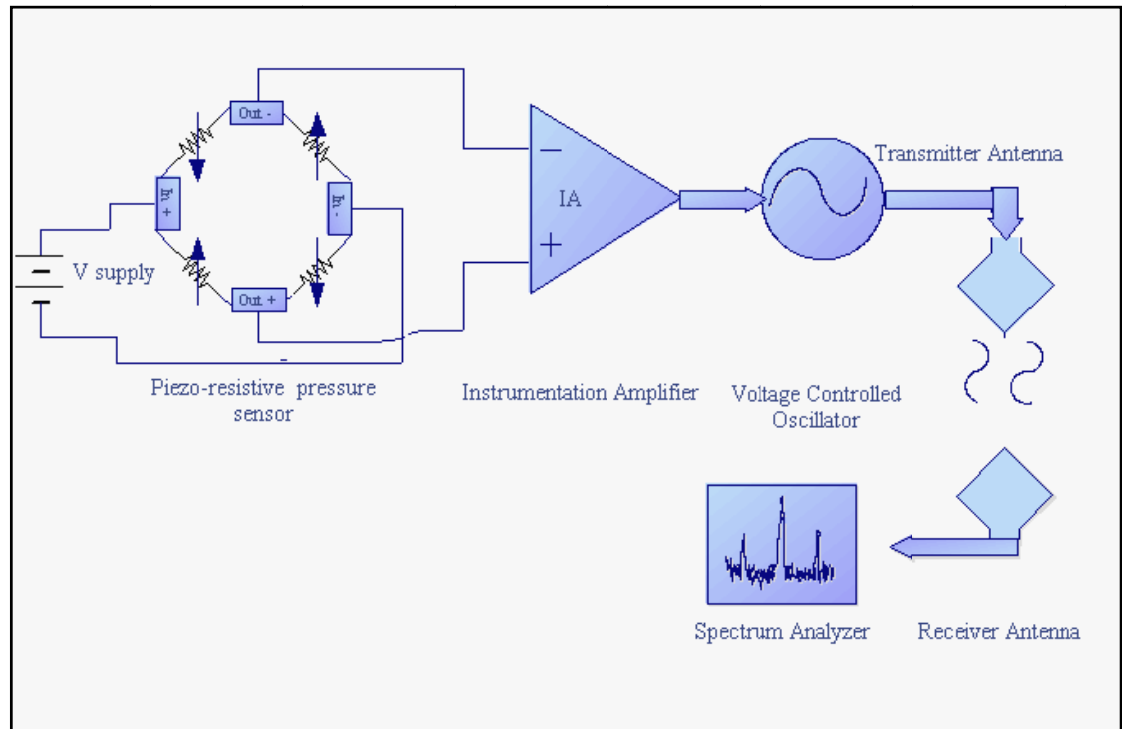 Out -
In +
In -
Out +
V supply
Piezo-resistive pressure
sensor
−
IA
+
Instrumentation Amplifier
Voltage Controlled
Oscillator
Transmitter Antenna
Spectrum Analyzer
Receiver Antenna